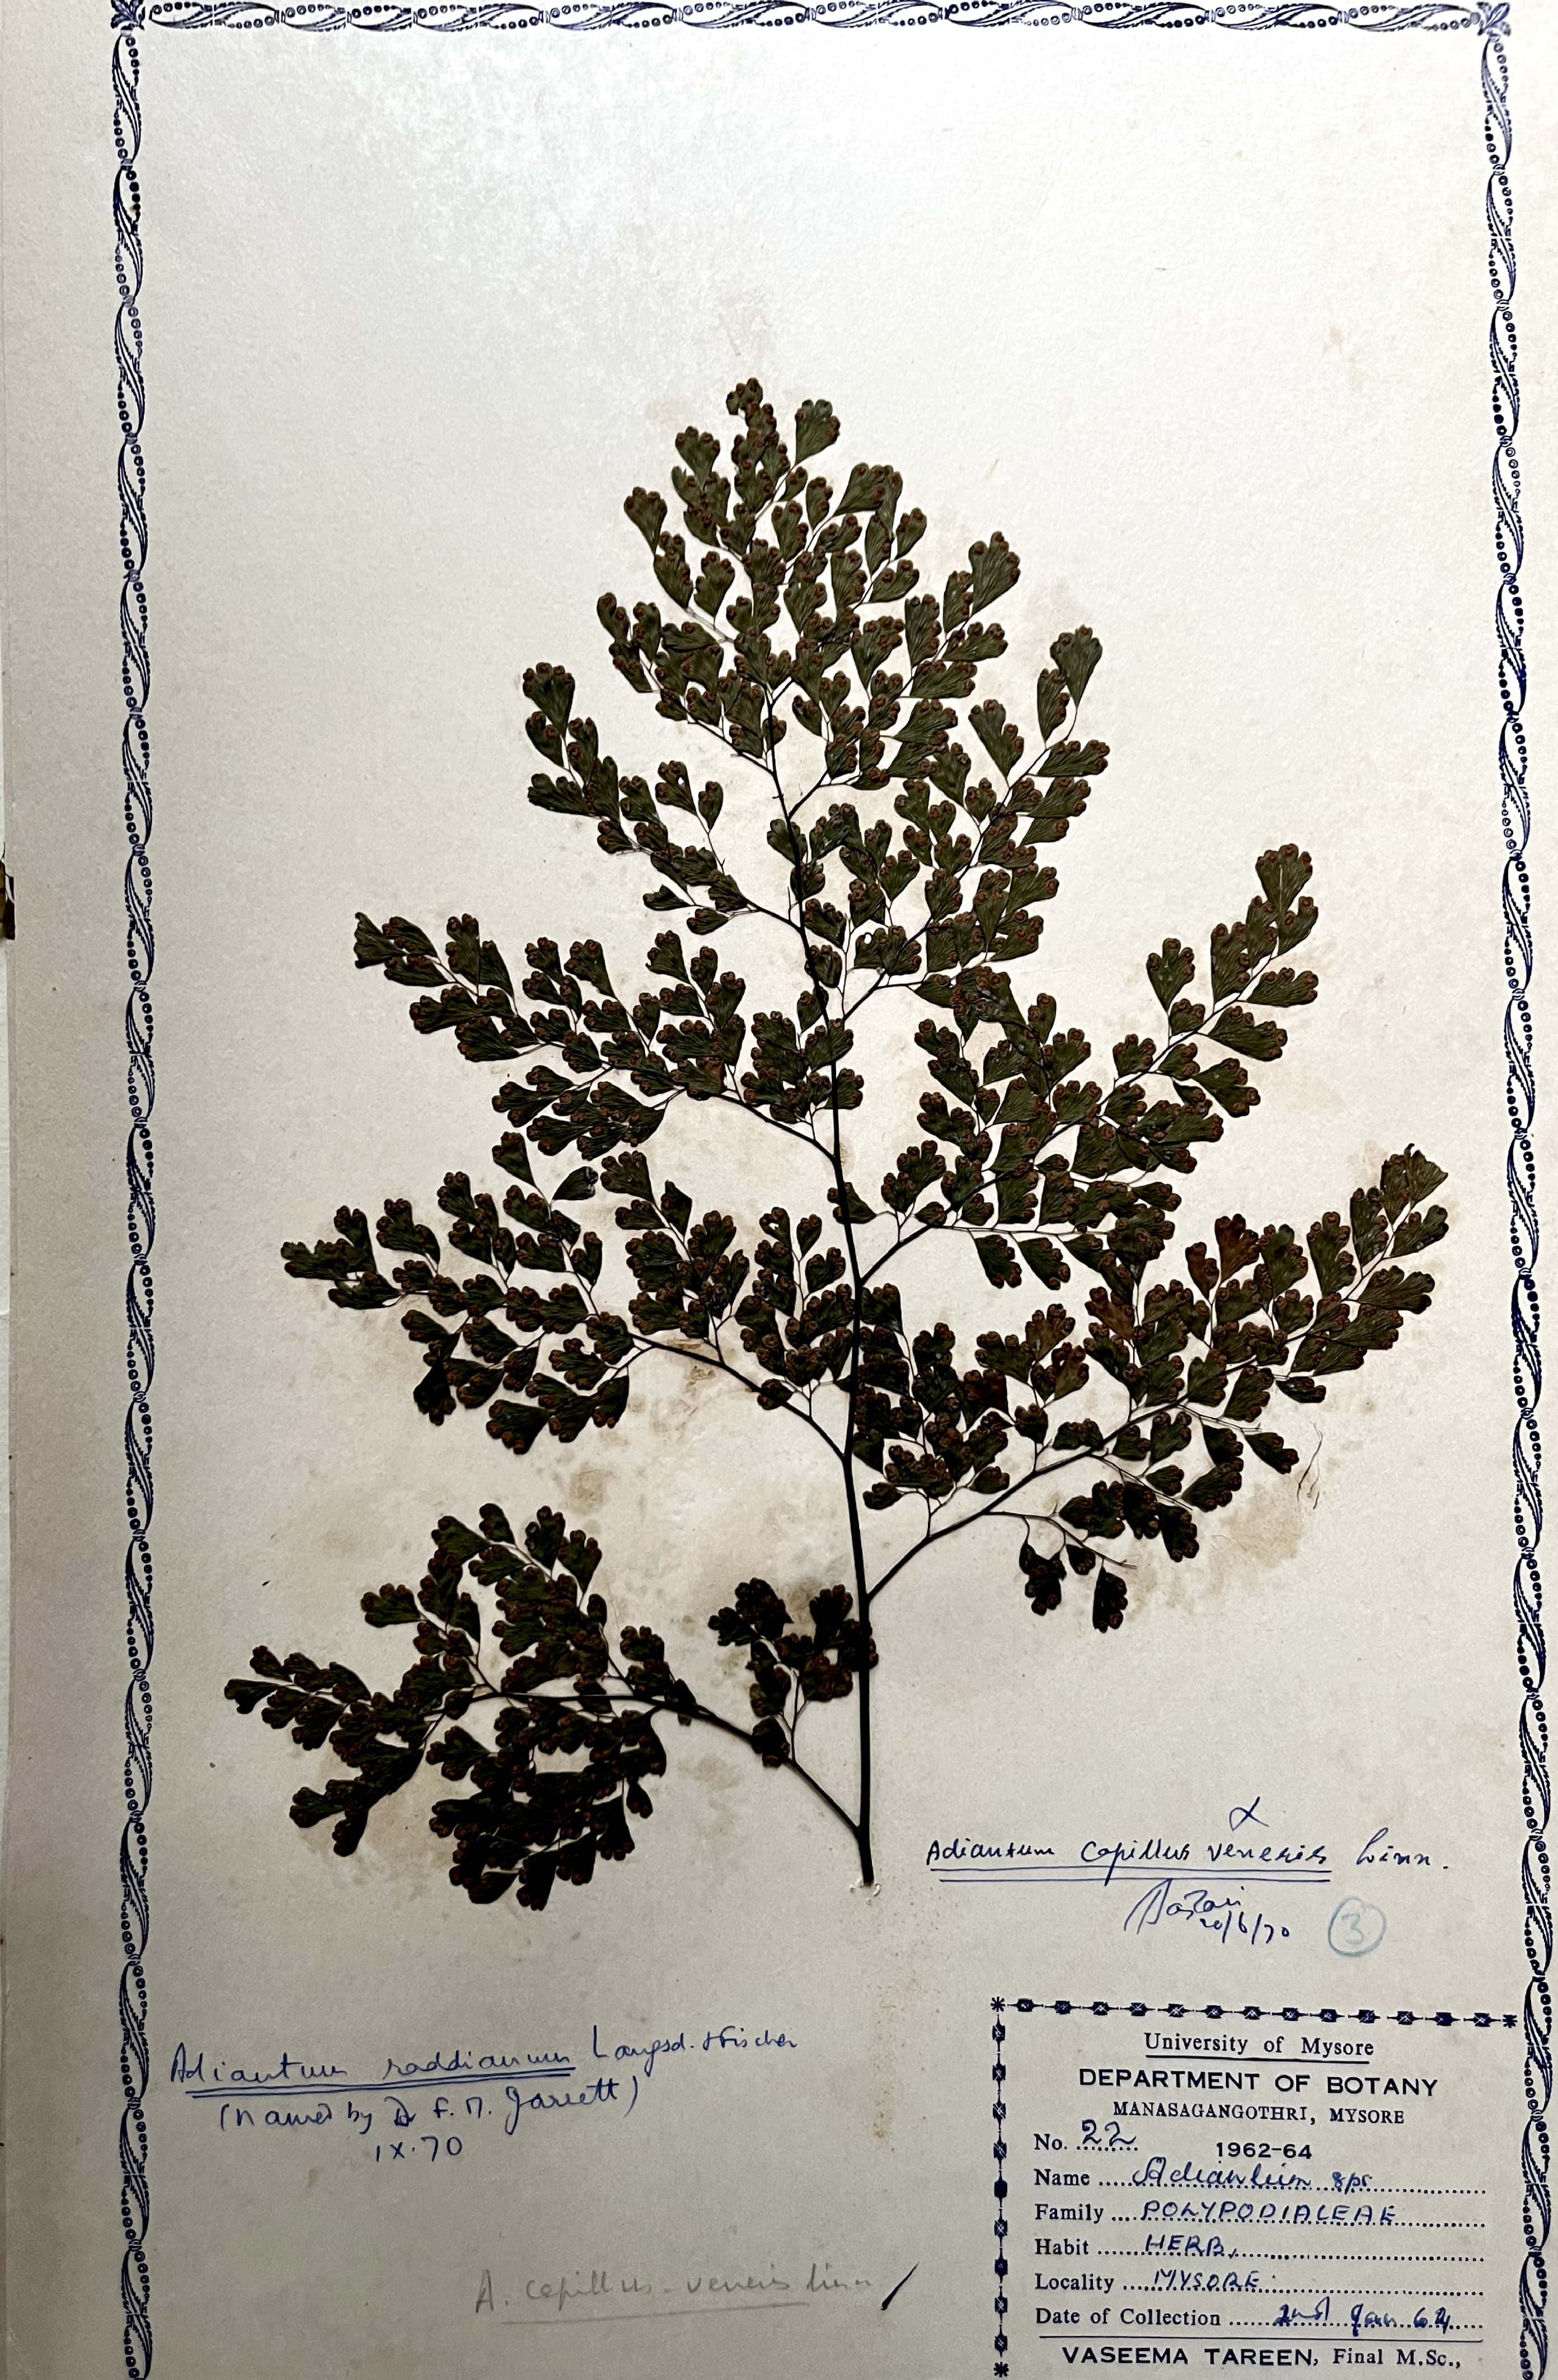 Adiantum capillus veneris Linn.
20/6/70
3
Adiantum raddianum Langsd. & Fischer
(Named by Dr F. M. Jarrett)
IX.70
A. capillus-veneris Linn
University of Mysore
DEPARTMENT OF BOTANY
MANASAGANGOTHRI, MYSORE
No. 22
1962-64
Name Adiantum spc
Family POLYPODIACEAE
Habit HERB.
Locality MYSORE
Date of Collection 2nd Jan 64
VASEEMA TAREEN, Final M.Sc.,